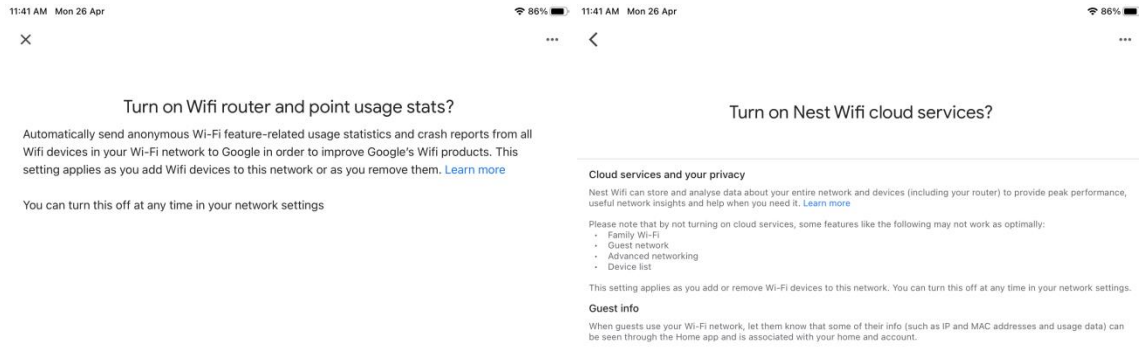 11:41 AM Mon 26 Apr
86%
Turn on Wifi router and point usage stats?
Automatically send anonymous Wi-Fi feature-related usage statistics and crash reports from all
Wifi devices in your Wi-Fi network to Google in order to improve Google's Wifi products. This
setting applies as you add Wifi devices to this network or as you remove them. Learn more
You can turn this off at any time in your network settings
11:41 AM Mon 26 Apr
86%
Turn on Nest Wifi cloud services?
Cloud services and your privacy
Nest Wifi can store and analyse data about your entire network and devices (including your router) to provide peak performance,
useful network insights and help when you need it. Learn more
Please note that by not turning on cloud services, some features like the following may not work as optimally:
• Family Wi-Fi
• Guest network
• Advanced networking
• Device list
This setting applies as you add or remove Wi-Fi devices to this network. You can turn this off at any time in your network settings.
Guest info
When guests use your Wi-Fi network, let them know that some of their info (such as IP and MAC addresses and usage data) can
be seen through the Home app and is associated with your home and account.